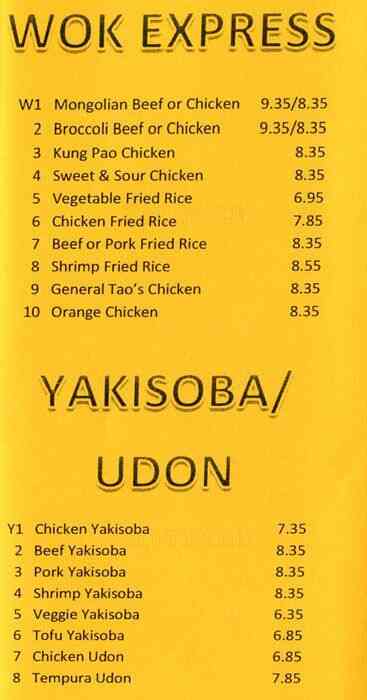 WOK EXPRESS
W1 Mongolian Beef or Chicken 9.35/8.35
2 Broccoli Beef or Chicken 9.35/8.35
3 Kung Pao Chicken 8.35
4 Sweet & Sour Chicken 8.35
5 Vegetable Fried Rice 6.95
6 Chicken Fried Rice 7.85
7 Beef or Pork Fried Rice 8.35
8 Shrimp Fried Rice 8.55
9 General Tao's Chicken 8.35
10 Orange Chicken 8.35
YAKISOBA/
UDON
Y1 Chicken Yakisoba 7.35
2 Beef Yakisoba 8.35
3 Pork Yakisoba 8.35
4 Shrimp Yakisoba 8.35
5 Veggie Yakisoba 6.35
6 Tofu Yakisoba 6.85
7 Chicken Udon 6.85
8 Tempura Udon 7.85